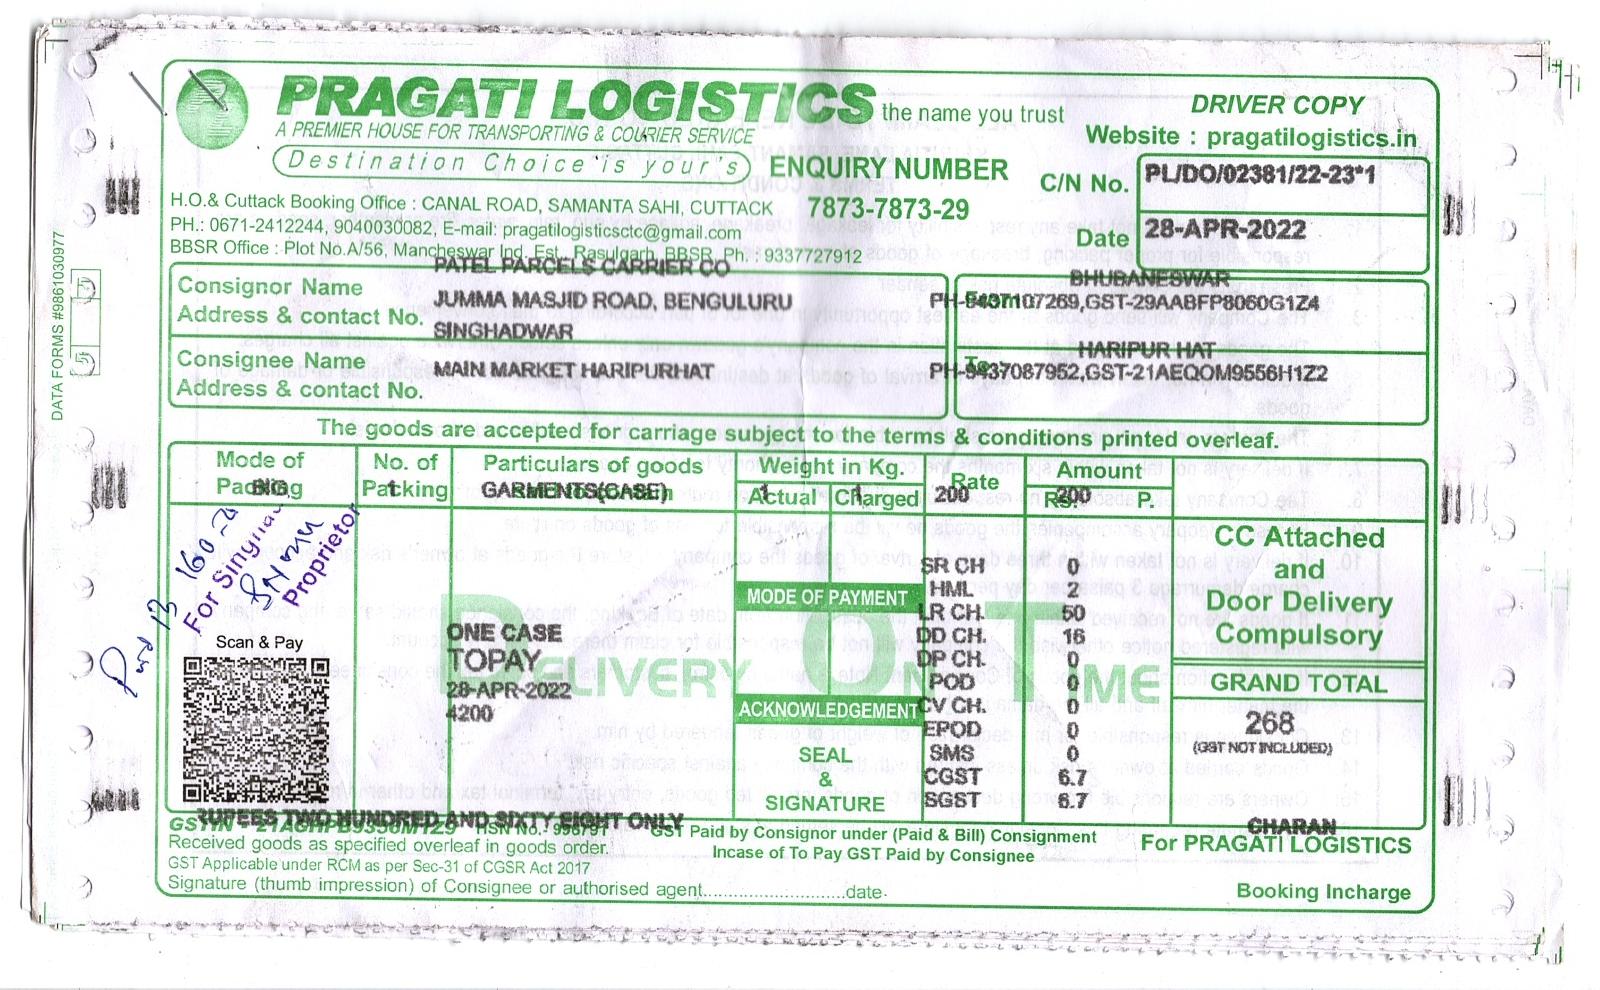 PRAGATI LOGISTICS the name you trust
A PREMIER HOUSE FOR TRANSPORTING & COURIER SERVICE
Destination Choice is your's
DRIVER COPY
Website : pragatilogistics.in
ENQUIRY NUMBER
7873-7873-29
C/N No. PL/DO/02381/22-23*1
Date 28-APR-2022
H.O.& Cuttack Booking Office : CANAL ROAD, SAMANTA SAHI, CUTTACK
PH.: 0671-2412244, 9040030082, E-mail: pragatilogisticsctc@gmail.com
BBSR Office : Plot No.A/56, Mancheswar Ind. Est., Rasulgarh, BBSR, Ph. : 9337727912
DATA FORMS #9861030977
Consignor Name
Address & contact No.
PATEL PARCELS CARRIER CO
JUMMA MASJID ROAD, BENGULURU
BHUBANESWAR
GST-29AABFP8060G1Z4
Consignee Name
Address & contact No.
SINGHADWAR
MAIN MARKET HARIPURHAT
To
HARIPUR HAT
PH-9437087952,GST-21AEQOM9556H1Z2
The goods are accepted for carriage subject to the terms & conditions printed overleaf.
Mode of Packing
No. of Packing
1
Particulars of goods
GARMENTS(CASE)
Weight in Kg.
Actual 1
Charged 1
Rate
200
Amount
Rs. P.
200
Proprietor
Scan & Pay
ONE CASE
TOPAY
28-APR-2022
4200
MODE OF PAYMENT
ACKNOWLEDGEMENT
SEAL
&
SIGNATURE
DELIVERY ON TIME
SR CH 0
HML 2
LR CH. 50
DD CH. 16
DP CH. 0
POD 0
CV CH. 0
EPOD 0
SMS 0
CGST 6.7
SGST 6.7
CC Attached
and
Door Delivery
Compulsory
GRAND TOTAL
268
(GST NOT INCLUDED)
RUPEES TWO HUNDRED AND SIXTY EIGHT ONLY
HSN No.- 996791
Received goods as specified overleaf in goods order.
GST Applicable under RCM as per Sec-31 of CGSR Act 2017
Signature (thumb impression) of Consignee or authorised agent................date.
GST Paid by Consignor under (Paid & Bill) Consignment
Incase of To Pay GST Paid by Consignee
CHARAN
For PRAGATI LOGISTICS
Booking Incharge